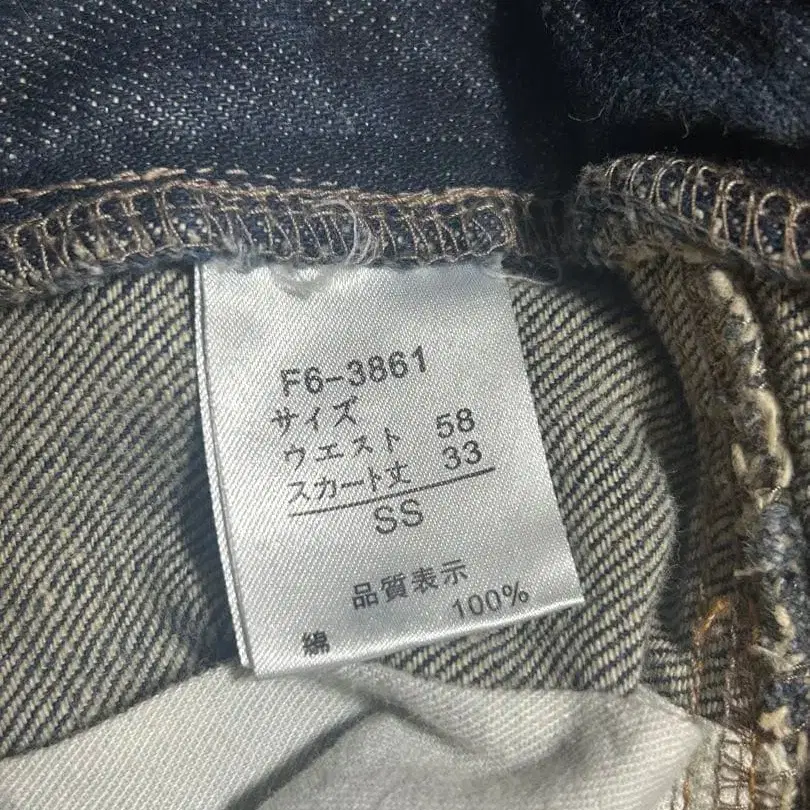 F6-3861
サイズ
ウエスト 58
スカート丈 33
SS
品質表示
綿 100%